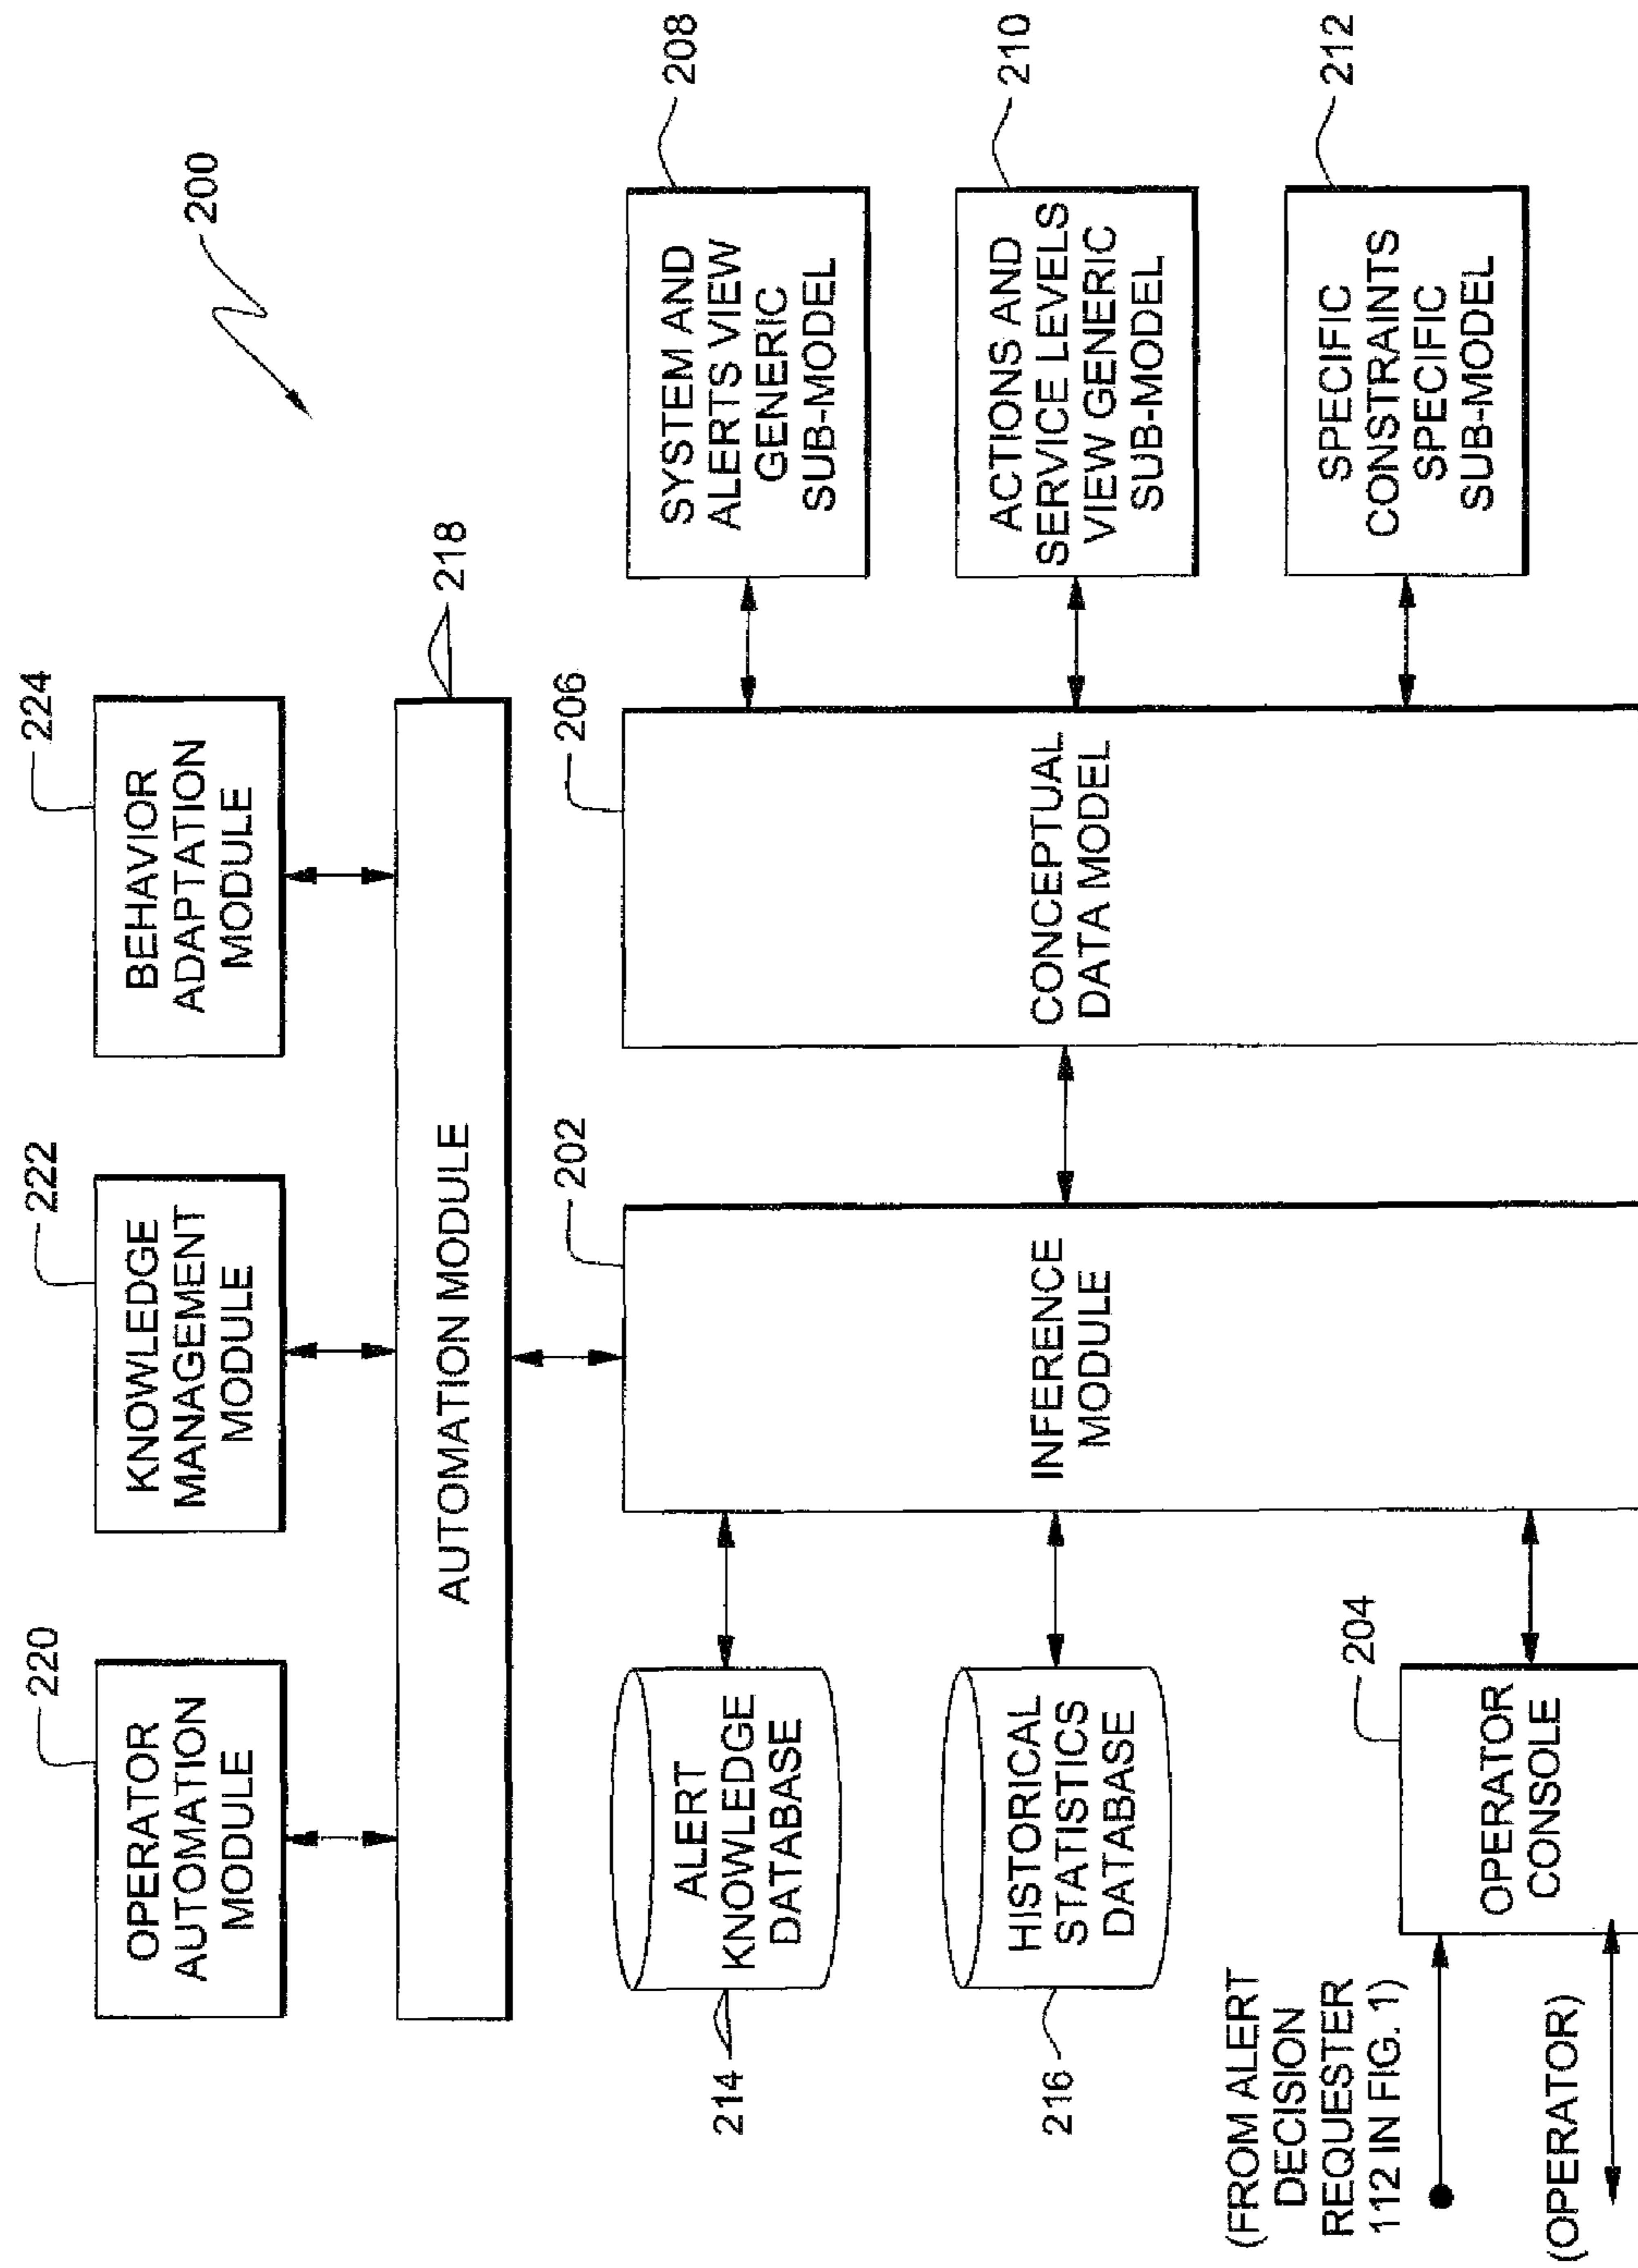 200
220
OPERATOR
AUTOMATION
MODULE
222
KNOWLEDGE
MANAGEMENT
MODULE
224
BEHAVIOR
ADAPTATION
MODULE
AUTOMATION MODULE
218
214
ALERT
KNOWLEDGE
DATABASE
216
HISTORICAL
STATISTICS
DATABASE
(FROM ALERT
DECISION
REQUESTER
112 IN FIG. 1)
(OPERATOR)
204
OPERATOR
CONSOLE
202
INFERENCE
MODULE
206
CONCEPTUAL
DATA MODEL
208
SYSTEM AND
ALERTS VIEW
GENERIC
SUB-MODEL
210
ACTIONS AND
SERVICE LEVELS
VIEW GENERIC
SUB-MODEL
212
SPECIFIC
CONSTRAINTS
SPECIFIC
SUB-MODEL